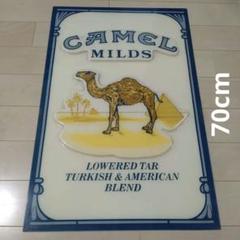 CAMEL
MILDS
LOWERED TAR
TURKISH & AMERICAN
BLEND
70cm